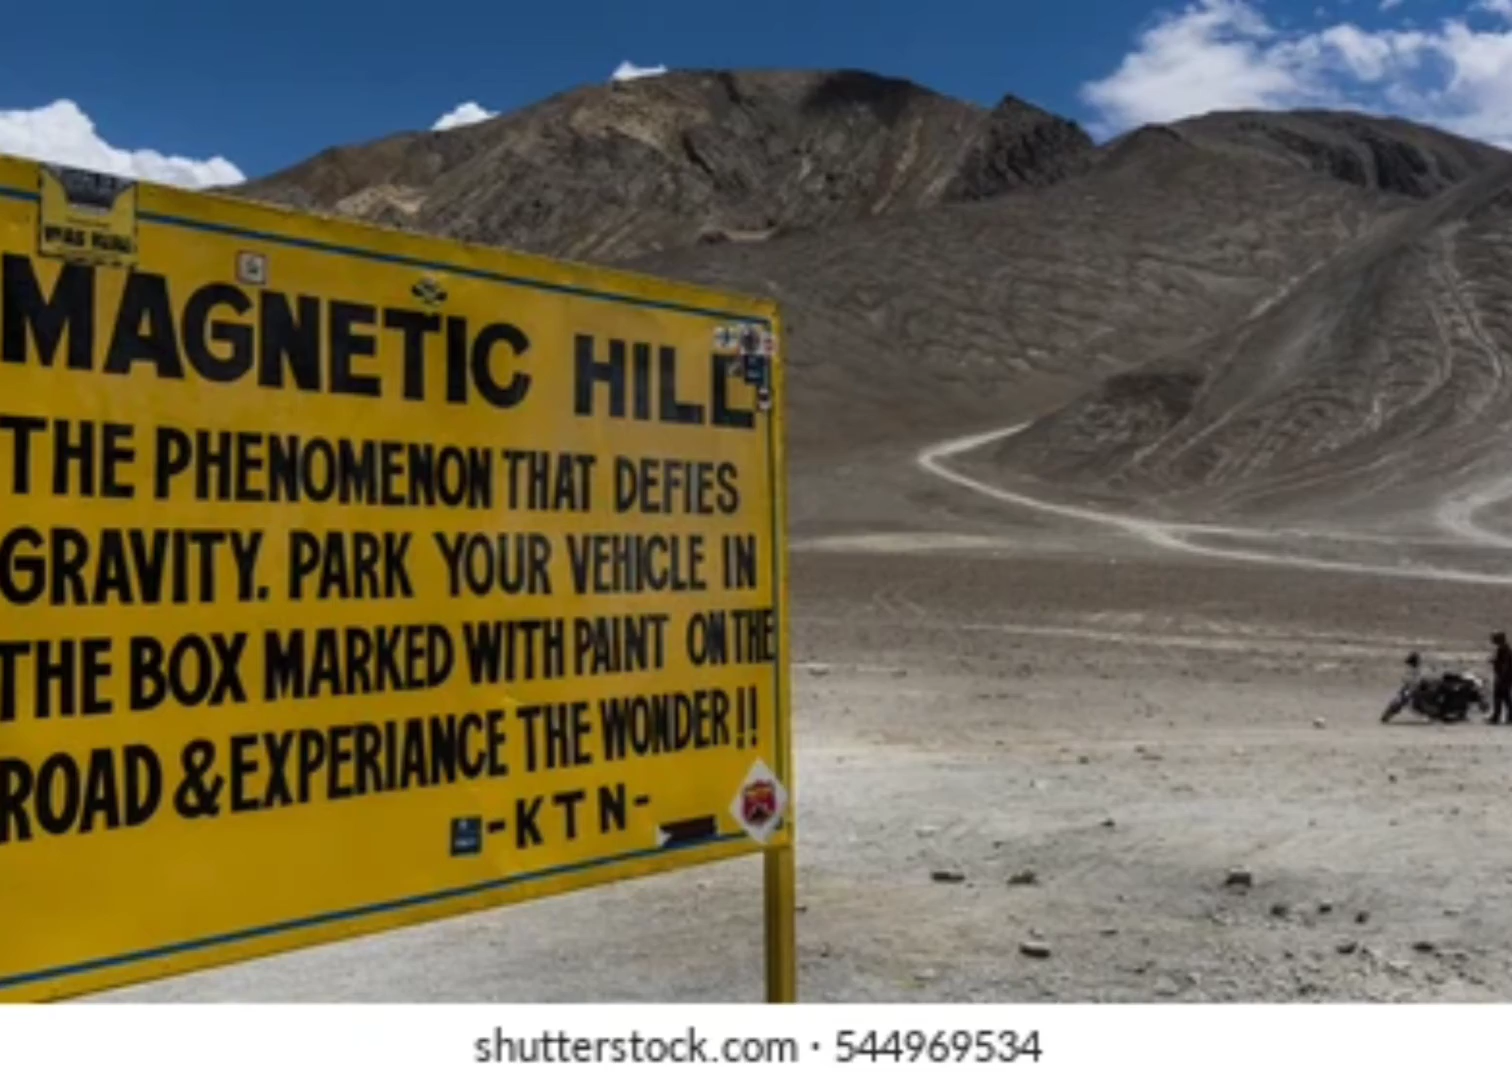 MAGNETIC HILL
THE PHENOMENON THAT DEFIES
GRAVITY. PARK YOUR VEHICLE IN
THE BOX MARKED WITH PAINT ON THE
ROAD & EXPERIANCE THE WONDER !!
-KTN-
shutterstock.com · 544969534